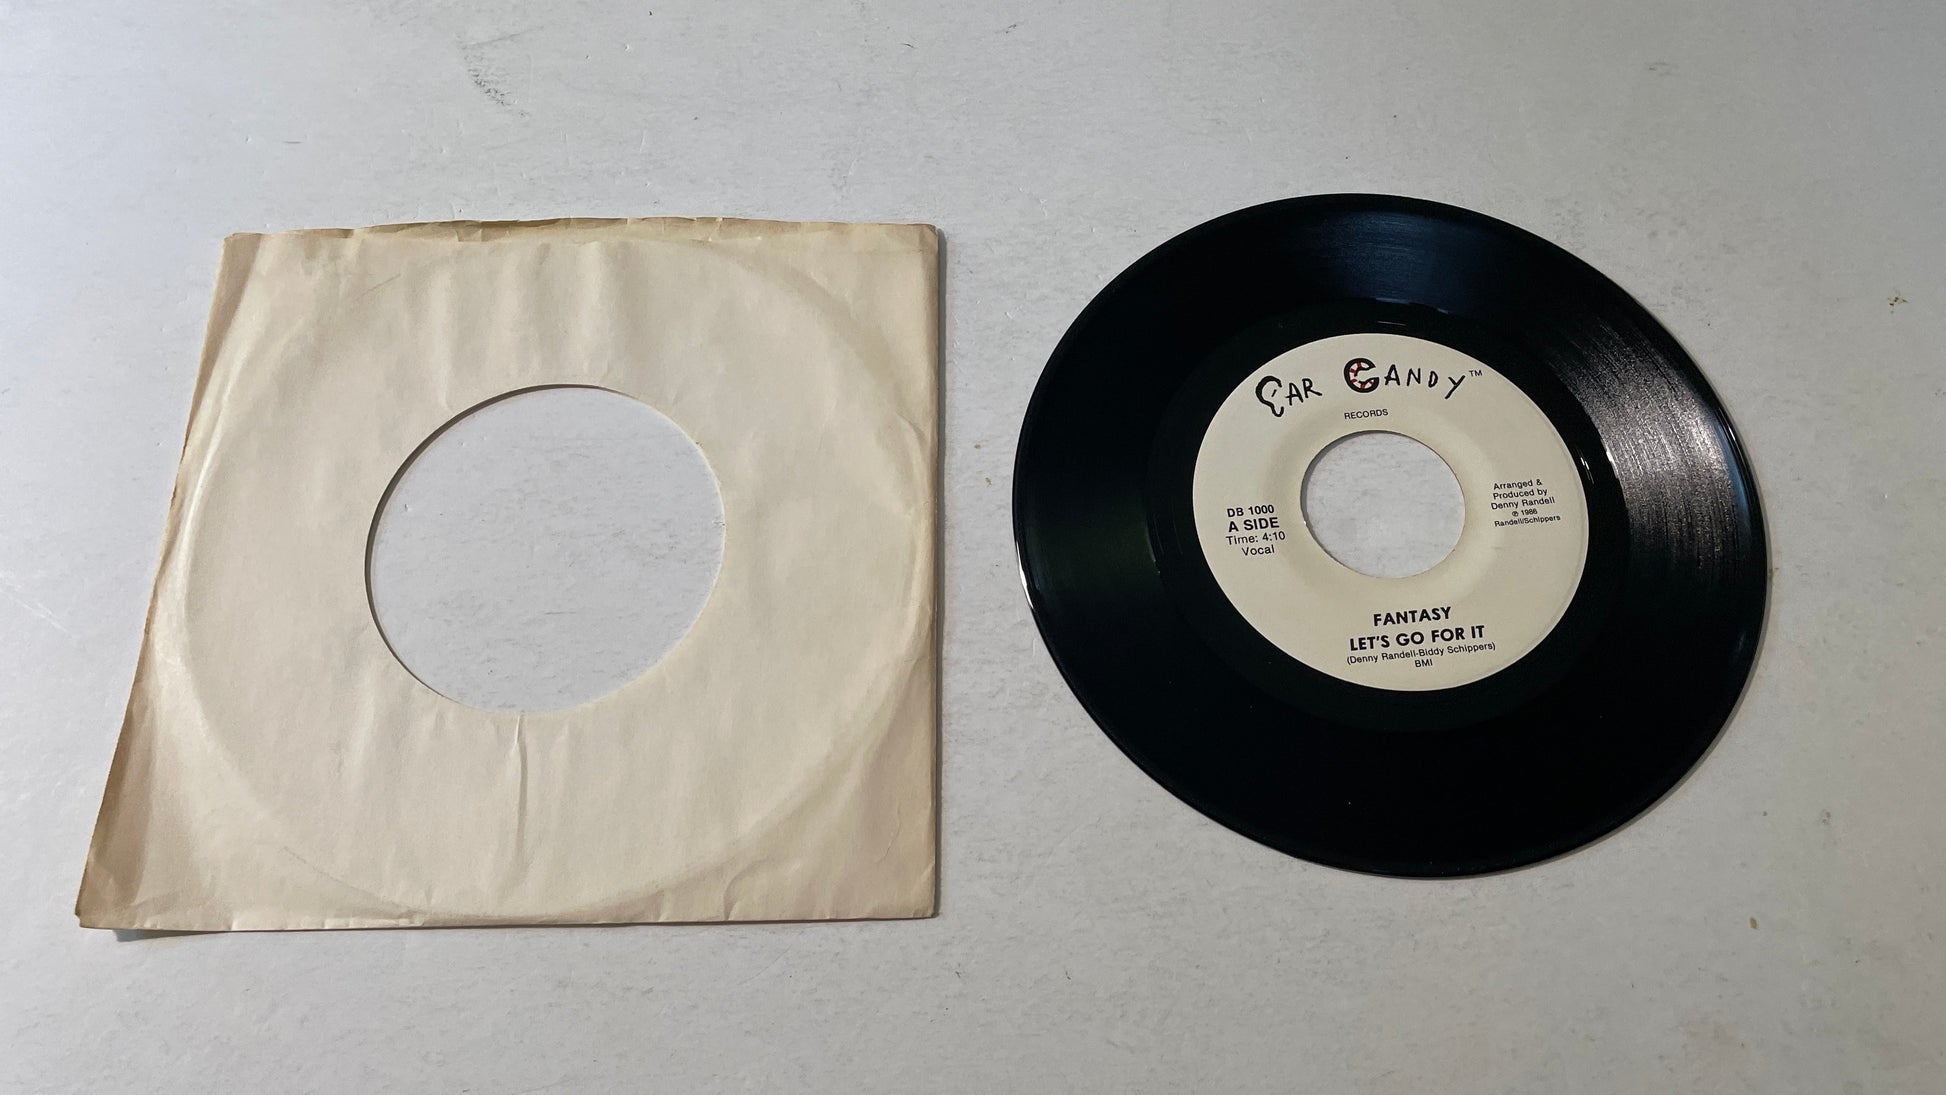 EAR CANDY™
RECORDS
DB 1000
A SIDE
Time: 4:10
Vocal
Arranged &
Produced by
Denny Randell
℗ 1986
Randell/Schippers
FANTASY
LET'S GO FOR IT
(Denny Randell-Biddy Schippers)
BMI